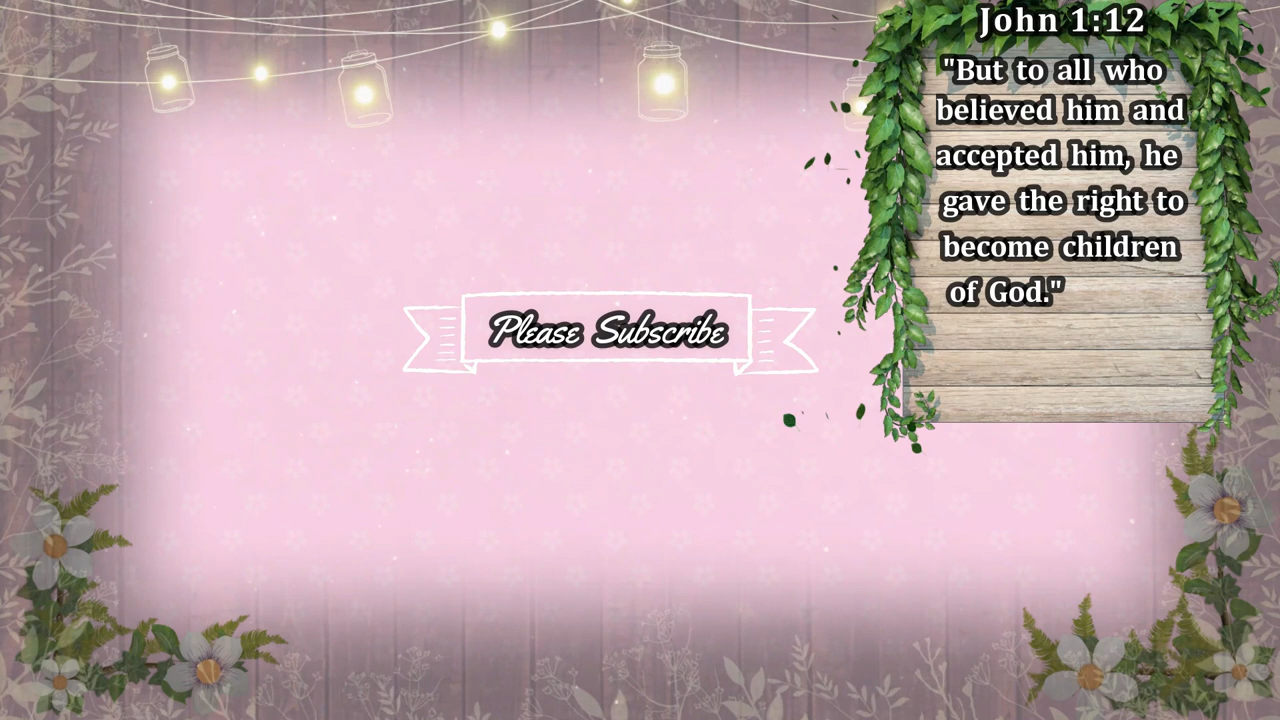 John 1:12
"But to all who
believed him and
accepted him, he
gave the right to
become children
of God."
Please Subscribe